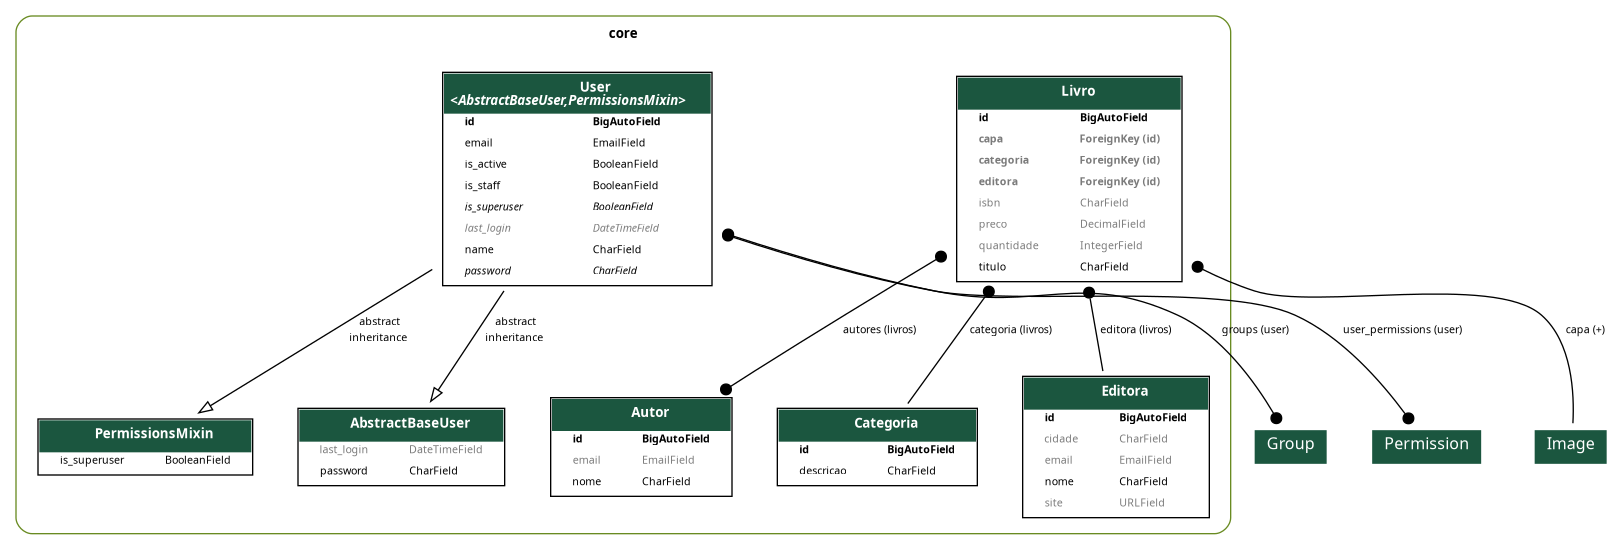 core
User
<AbstractBaseUser,PermissionsMixin>
id BigAutoField
email EmailField
is_active BooleanField
is_staff BooleanField
is_superuser BooleanField
last_login DateTimeField
name CharField
password CharField
Livro
id BigAutoField
capa ForeignKey (id)
categoria ForeignKey (id)
editora ForeignKey (id)
isbn CharField
preco DecimalField
quantidade IntegerField
titulo CharField
abstract
inheritance
abstract
inheritance
autores (livros)
categoria (livros)
editora (livros)
groups (user)
user_permissions (user)
capa (+)
PermissionsMixin
is_superuser BooleanField
AbstractBaseUser
last_login DateTimeField
password CharField
Autor
id BigAutoField
email EmailField
nome CharField
Categoria
id BigAutoField
descricao CharField
Editora
id BigAutoField
cidade CharField
email EmailField
nome CharField
site URLField
Group
Permission
Image